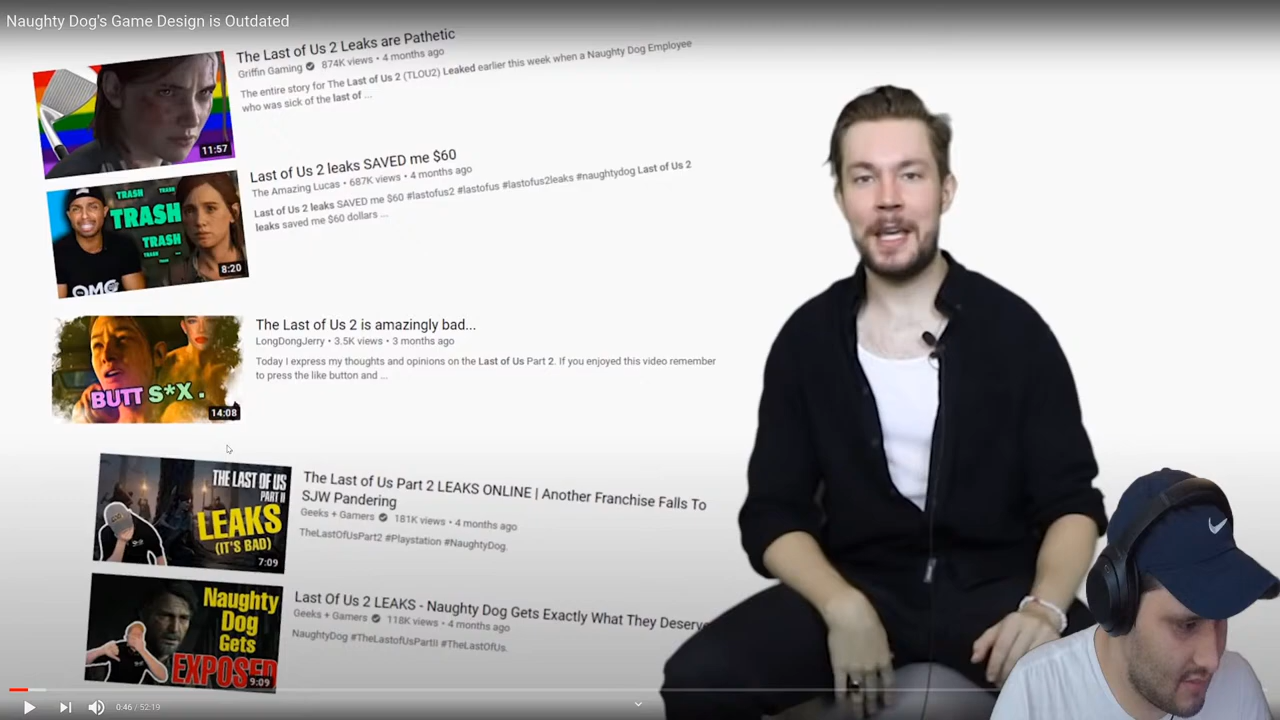 Naughty Dog's Game Design is Outdated
The Last of Us 2 Leaks are Pathetic
Griffin Gaming 874K views • 4 months ago
The entire story for The Last of Us 2 (TLOU2) Leaked earlier this week when a Naughty Dog Employee
who was sick of the last of ...
11:57
Last of Us 2 leaks SAVED me $60
The Amazing Lucas • 687K views • 4 months ago
Last of Us 2 leaks SAVED me $60 #lastofus2 #lastofus #lastofus2leaks #naughtydog Last of Us 2
leaks saved me $60 dollars ...
TRASH
TRASH
TRASH
TRASH
TRASH
OMG
8:20
The Last of Us 2 is amazingly bad...
LongDongJerry • 3.5K views • 3 months ago
Today I express my thoughts and opinions on the Last of Us Part 2. If you enjoyed this video remember
to press the like button and ...
BUTT S*X .
14:08
The Last of Us Part 2 LEAKS ONLINE | Another Franchise Falls To
SJW Pandering
Geeks + Gamers 181K views • 4 months ago
TheLastOfUsPart2 #Playstation #NaughtyDog.
THE LAST OF US
PART II
LEAKS
(IT'S BAD)
7:09
Last Of Us 2 LEAKS - Naughty Dog Gets Exactly What They Deserve
Geeks + Gamers 118K views • 4 months ago
NaughtyDog #TheLastofUsPartII #TheLastOfUs.
Naughty
Dog
Gets
EXPOSED
9:09
0:46 / 52:19